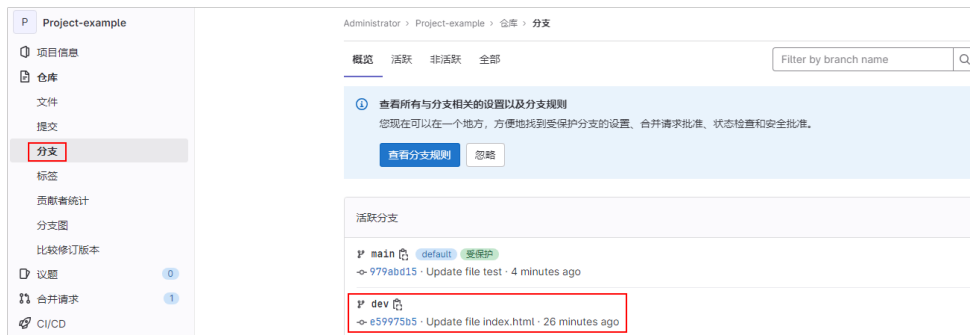 P Project-example
项目信息
仓库
文件
提交
分支
标签
贡献者统计
分支图
比较修订版本
议题 0
合并请求 1
CI/CD
Administrator > Project-example > 仓库 > 分支
概览 活跃 非活跃 全部
Filter by branch name
查看所有与分支相关的设置以及分支规则
您现在可以在一个地方，方便地找到受保护分支的设置、合并请求批准、状态检查和安全批准。
查看分支规则 忽略
活跃分支
main default 受保护
979abd15 · Update file test · 4 minutes ago
dev
e59975b5 · Update file index.html · 26 minutes ago